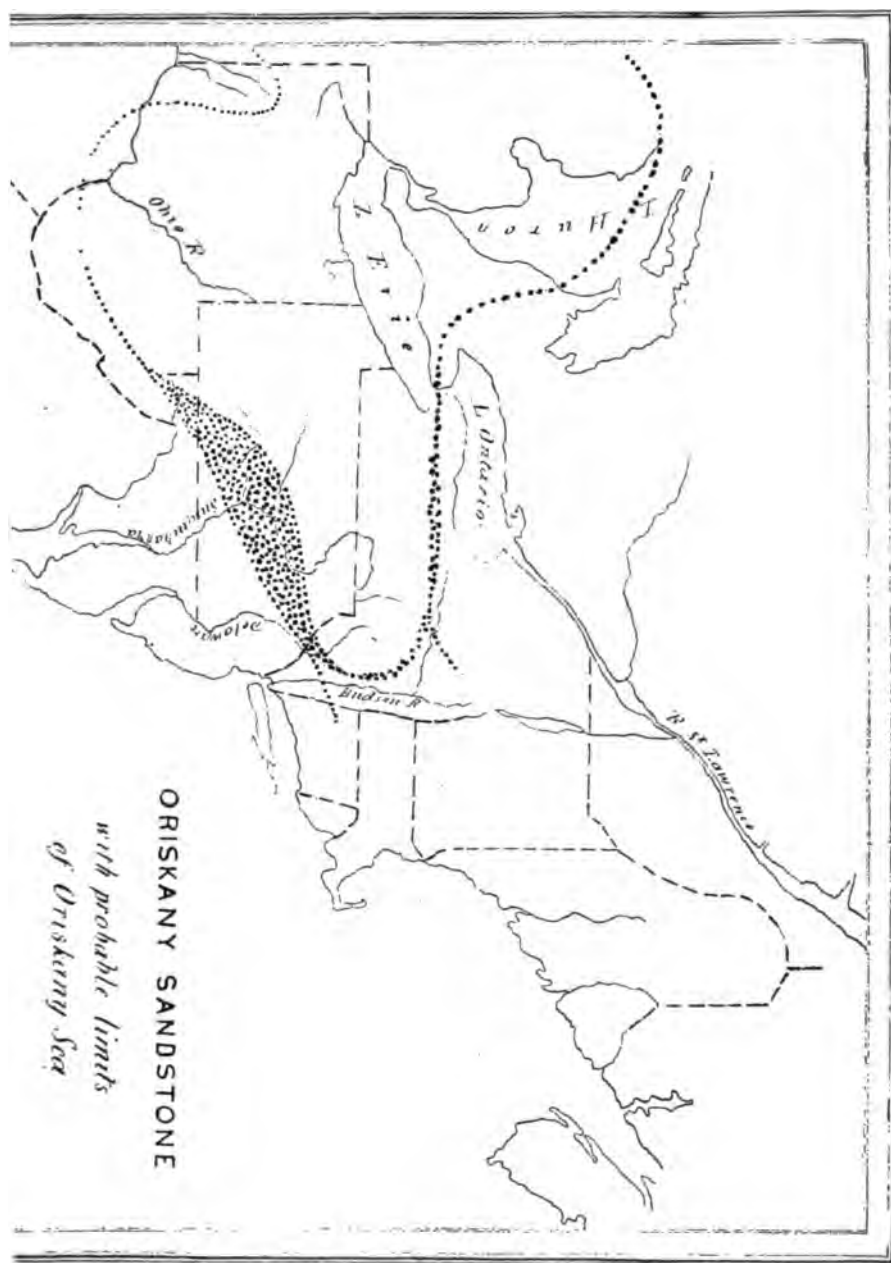 ORISKANY SANDSTONE
with probable limits
of Oriskany Sea
L Huron
L Erie
L. Ontario.
R St Lawrence R
Ohio R
Susquehanna
Delaware
Hudson R